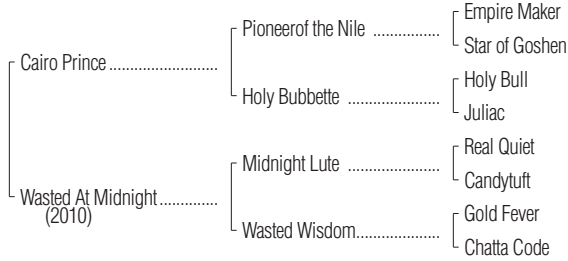 Empire Maker
Pioneerof the Nile ..................
Star of Goshen
Cairo Prince ..........................
Holy Bull
Holy Bubbette ......................
Juliac
Real Quiet
Midnight Lute ......................
Candytuft
Wasted At Midnight ..............
(2010)
Gold Fever
Wasted Wisdom....................
Chatta Code